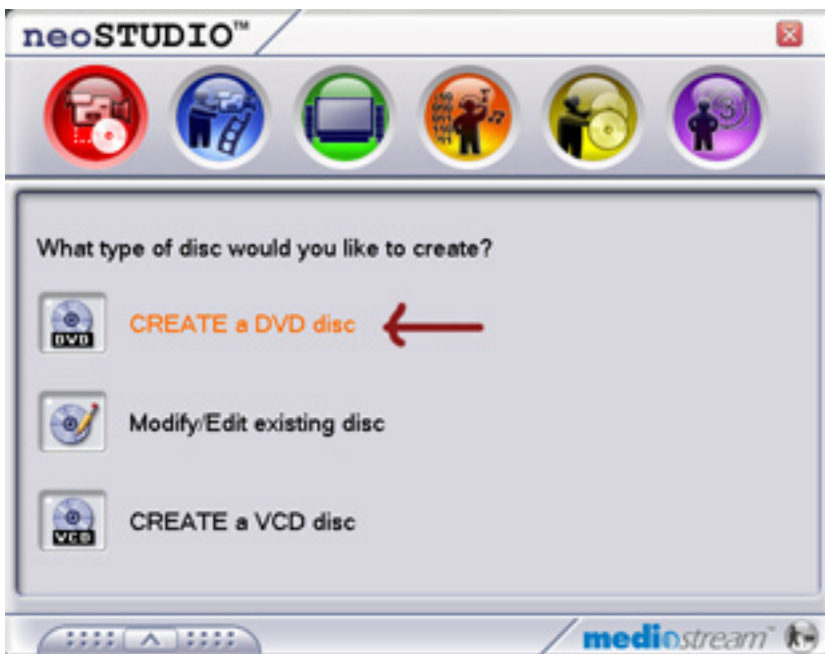 neoSTUDIO™
What type of disc would you like to create?
CREATE a DVD disc
DVD
Modify/Edit existing disc
CREATE a VCD disc
VCD
mediostream™